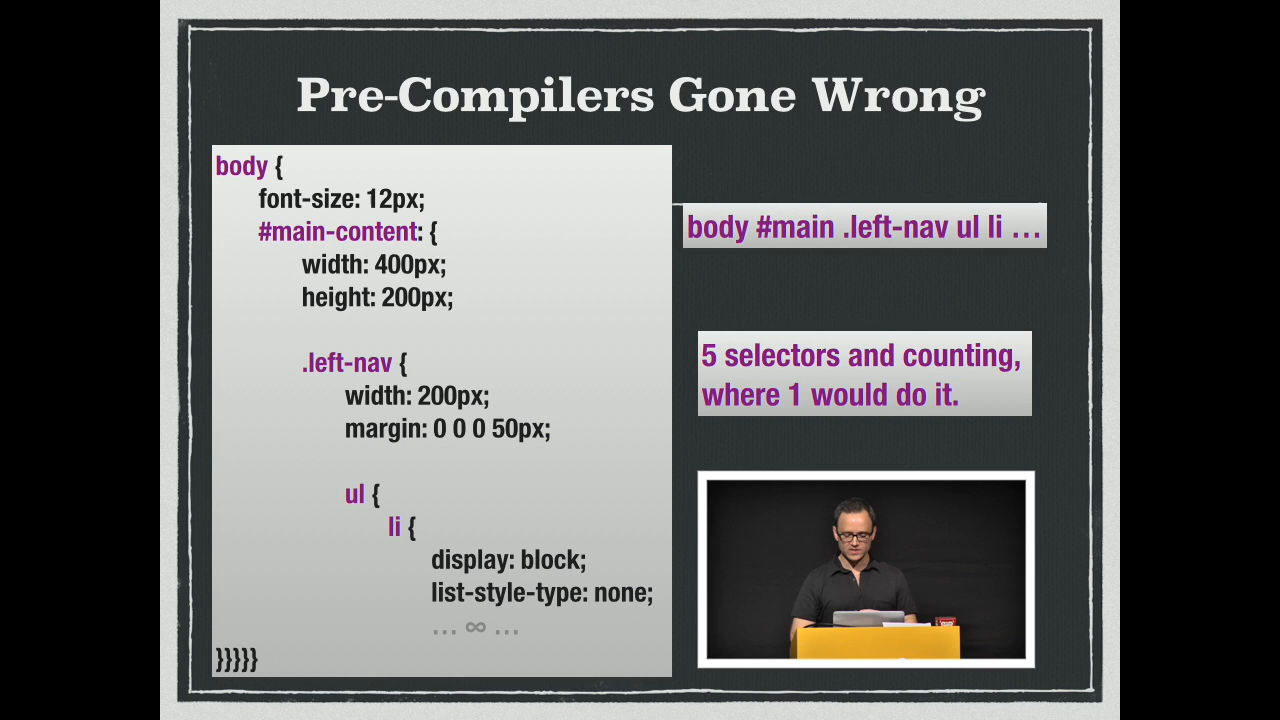 Pre-Compilers Gone Wrong
body {
font-size: 12px;
#main-content: {
width: 400px;
height: 200px;
.left-nav {
width: 200px;
margin: 0 0 0 50px;
ul {
li {
display: block;
list-style-type: none;
… ∞ …
}}}}}
body #main .left-nav ul li …
5 selectors and counting,
where 1 would do it.